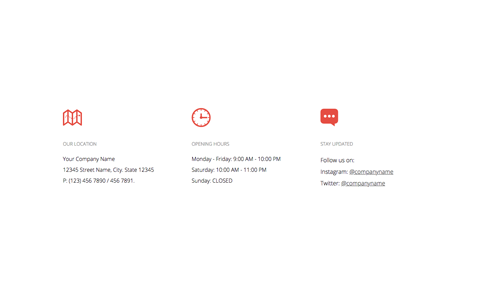 OUR LOCATION
Your Company Name
12345 Street Name, City. State 12345
P: (123) 456 7890 / 456 7891.
OPENING HOURS
Monday - Friday: 9:00 AM - 10:00 PM
Saturday: 10:00 AM - 11:00 PM
Sunday: CLOSED
STAY UPDATED
Follow us on:
Instagram: @companyname
Twitter: @companyname